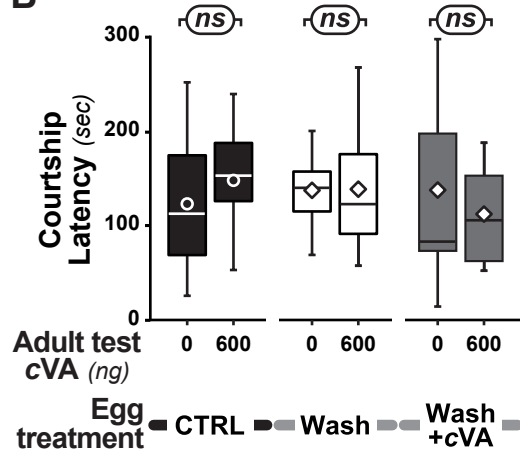 B
ns ns ns
300
200
100
0
Courtship
Latency (sec)
Adult test
cVA (ng)
0 600 0 600 0 600
Egg
treatment
CTRL Wash Wash
+cVA